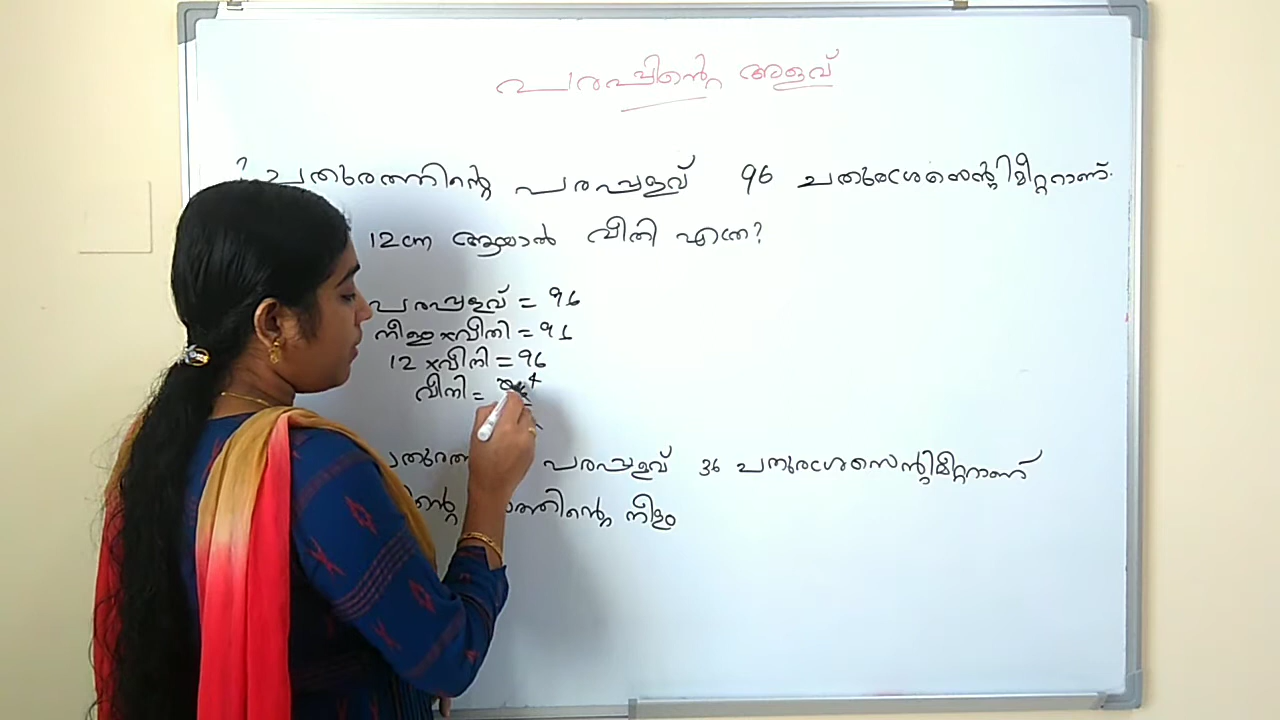 പരപ്പിന്റെ അളവ്
? ചതുരത്തിന്റെ പരപ്പളവ് 96 ചതുരശ്രസെന്റിമീറ്ററാണ്.
12cm ആയാൽ വീതി എത്ര?
പരപ്പളവ് = 96
നീളം × വീതി = 96
12 × വീതി = 96
വീതി =
പരപ്പളവ് 36 ചതുരശ്രസെന്റിമീറ്ററാണ്
നീളം